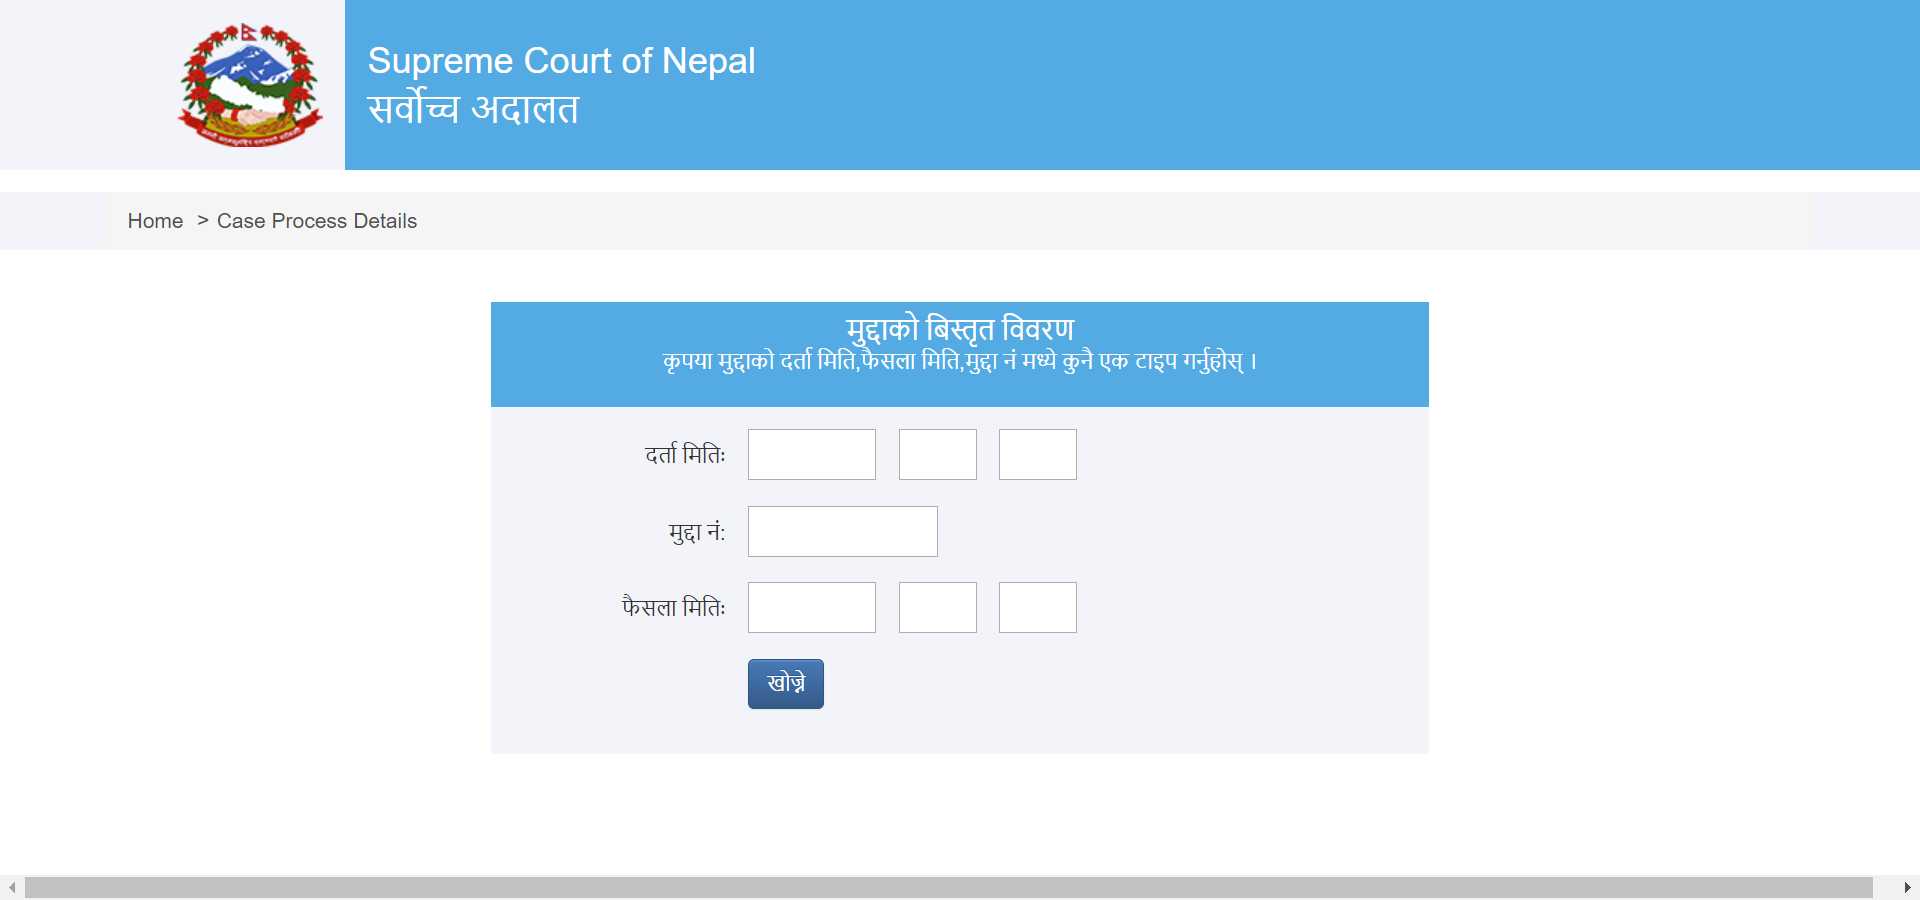 Supreme Court of Nepal
सर्वोच्च अदालत
Home > Case Process Details
मुद्दाको बिस्तृत विवरण
कृपया मुद्दाको दर्ता मिति,फैसला मिति,मुद्दा नं मध्ये कुनै एक टाइप गर्नुहोस् ।
दर्ता मितिः
मुद्दा नं:
फैसला मितिः
खोज्ने